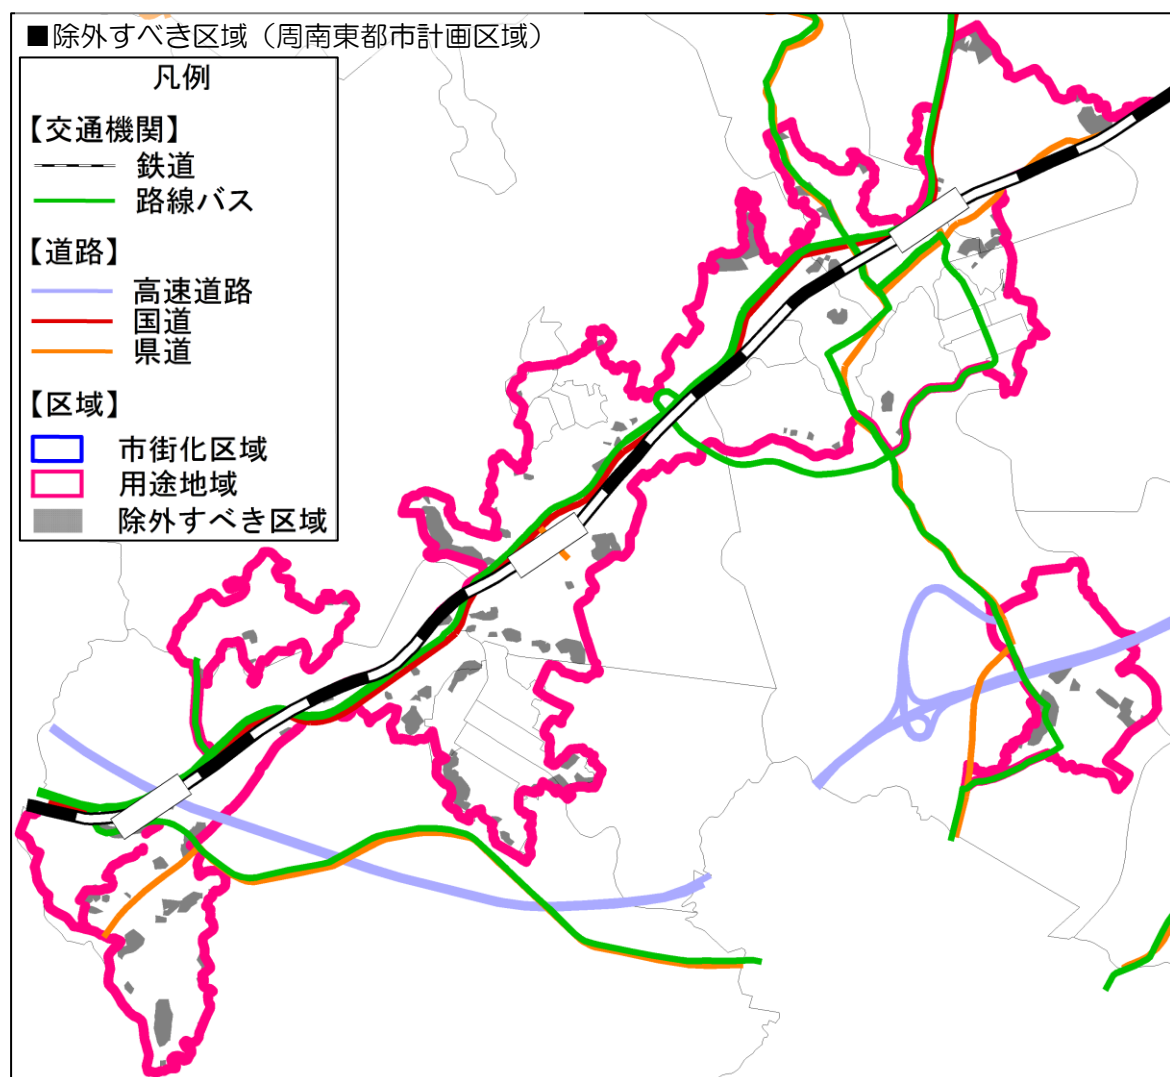 ■除外すべき区域（周南東都市計画区域）
凡例
【交通機関】
鉄道
路線バス
【道路】
高速道路
国道
県道
【区域】
市街化区域
用途地域
除外すべき区域